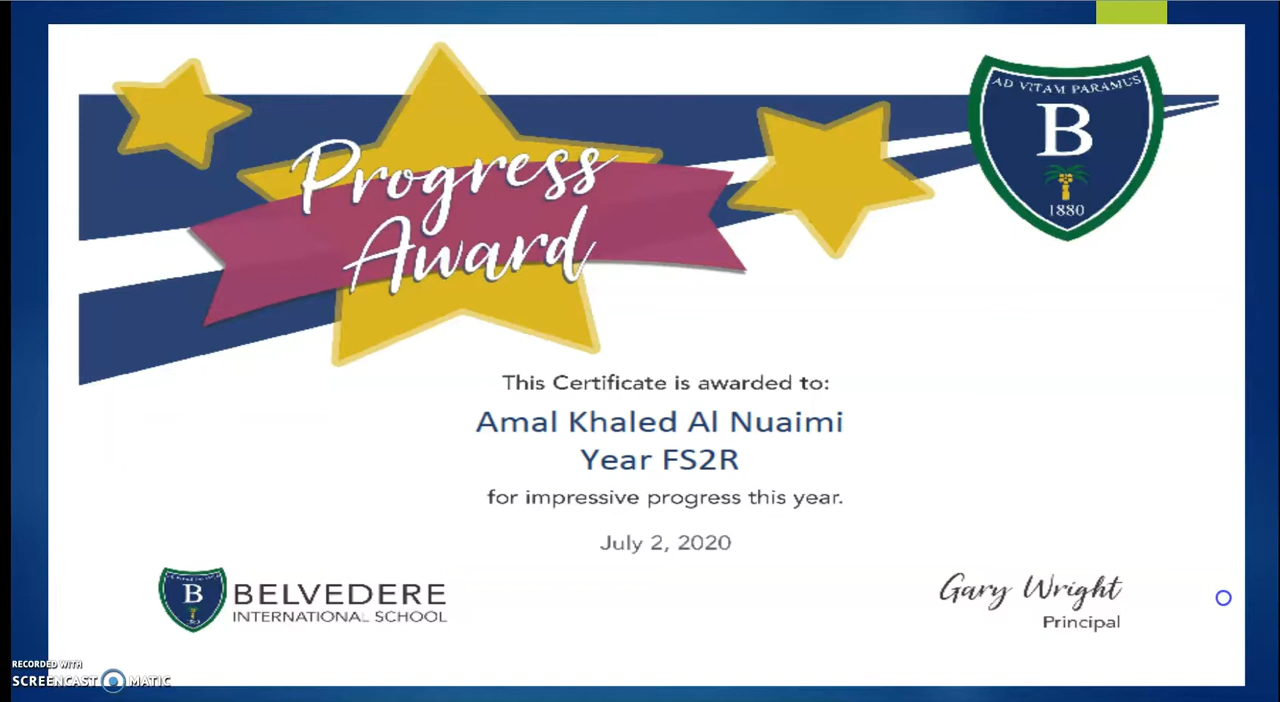 AD VITAM PARAMUS
B
1880
Progress
Award
This Certificate is awarded to:
Amal Khaled Al Nuaimi
Year FS2R
for impressive progress this year.
July 2, 2020
B
BELVEDERE
INTERNATIONAL SCHOOL
Gary Wright
Principal
RECORDED WITH
SCREENCAST MATIC